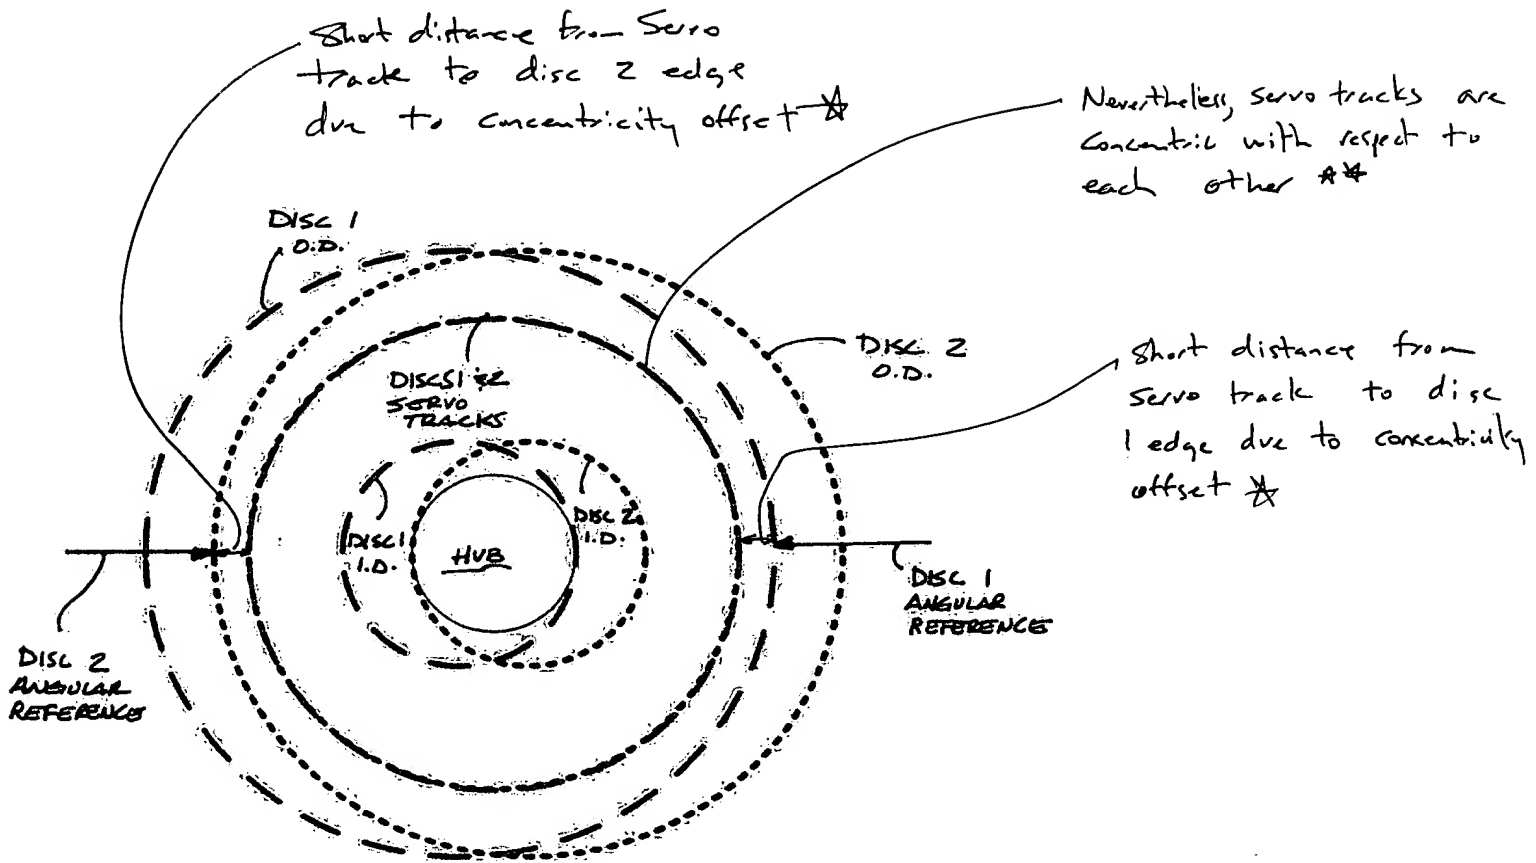 Short distance from Servo
track to disc 2 edge
due to concentricity offset ☆
Nevertheless, servo tracks are
concentric with respect to
each other ☆☆
DISC 1
O.D.
DISC 2
O.D.
DISCS 1 & 2
SERVO
TRACKS
Short distance from
servo track to disc
1 edge due to concentricity
offset ☆
DISC 1
I.D.
HUB
DISC 2
I.D.
DISC 1
ANGULAR
REFERENCE
DISC 2
ANGULAR
REFERENCE